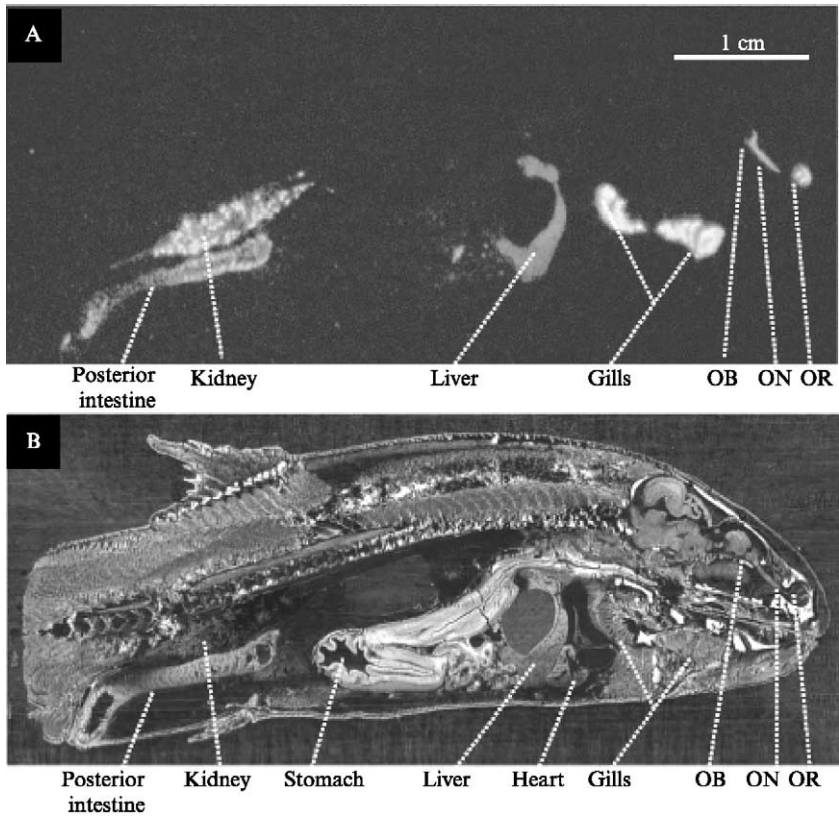 A
1 cm
Posterior
intestine
Kidney
Liver
Gills
OB
ON
OR
B
Posterior
intestine
Kidney
Stomach
Liver
Heart
Gills
OB
ON
OR